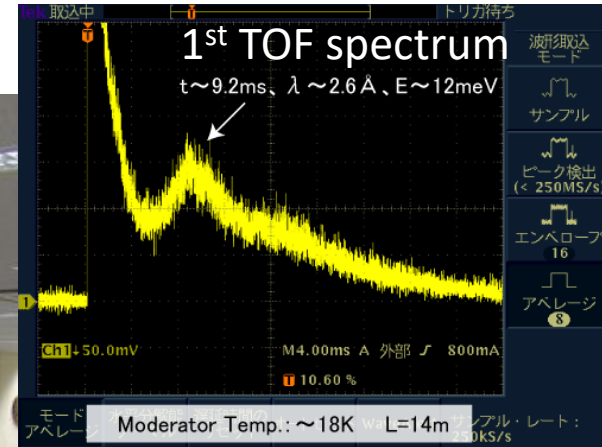 Tek 取込中
トリガ待ち
1st TOF spectrum
t～9.2ms、λ～2.6Å、E～12meV
波形取込
モード
サンプル
ピーク検出
(< 250MS/s)
エンベロープ
16
アベレージ
8
1
Ch1 50.0mV
M4.00ms A 外部 800mA
10.60 %
モード
アベレージ
Moderator Temp.:～18K L=14m
サンプル・レート：
250kS/s